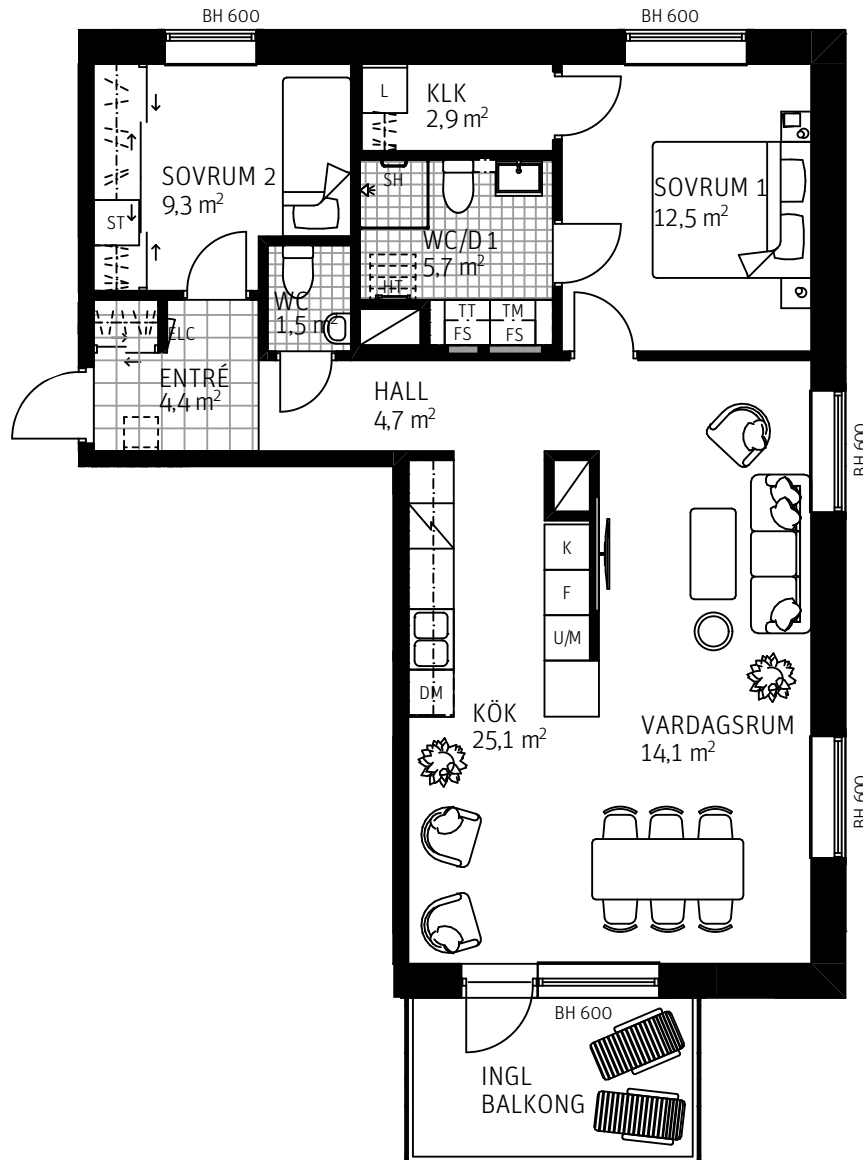 BH 600
BH 600
L
KLK
2,9 m²
SH
SOVRUM 2
9,3 m²
SOVRUM 1
12,5 m²
ST
WC/D 1
5,7 m²
HT
WC
1,5 m²
TT
TM
FS
FS
ELC
ENTRÉ
4,4 m²
HALL
4,7 m²
BH 600
K
F
U/M
DM
KÖK
25,1 m²
VARDAGSRUM
14,1 m²
BH 600
BH 600
INGL
BALKONG